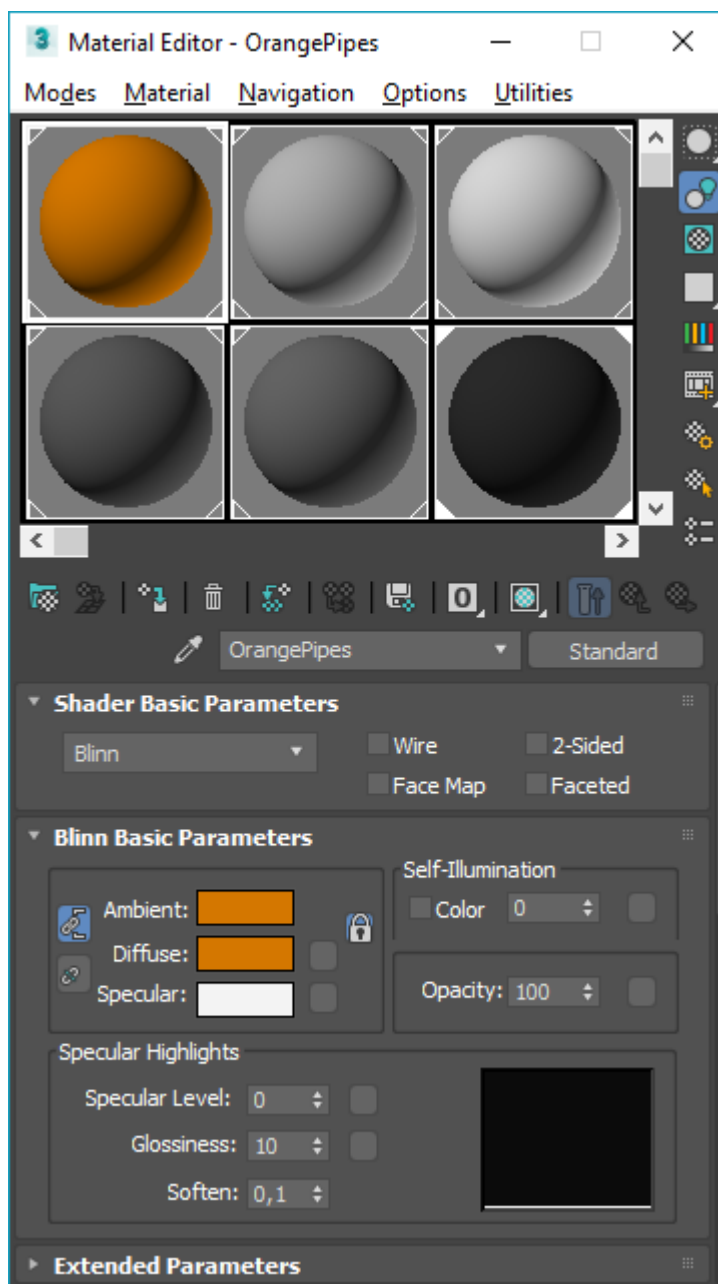 3 Material Editor - OrangePipes
Modes Material Navigation Options Utilities
0
OrangePipes Standard
Shader Basic Parameters
Blinn Wire 2-Sided
Face Map Faceted
Blinn Basic Parameters
Self-Illumination
Ambient: Color 0
Diffuse:
Specular: Opacity: 100
Specular Highlights
Specular Level: 0
Glossiness: 10
Soften: 0,1
Extended Parameters